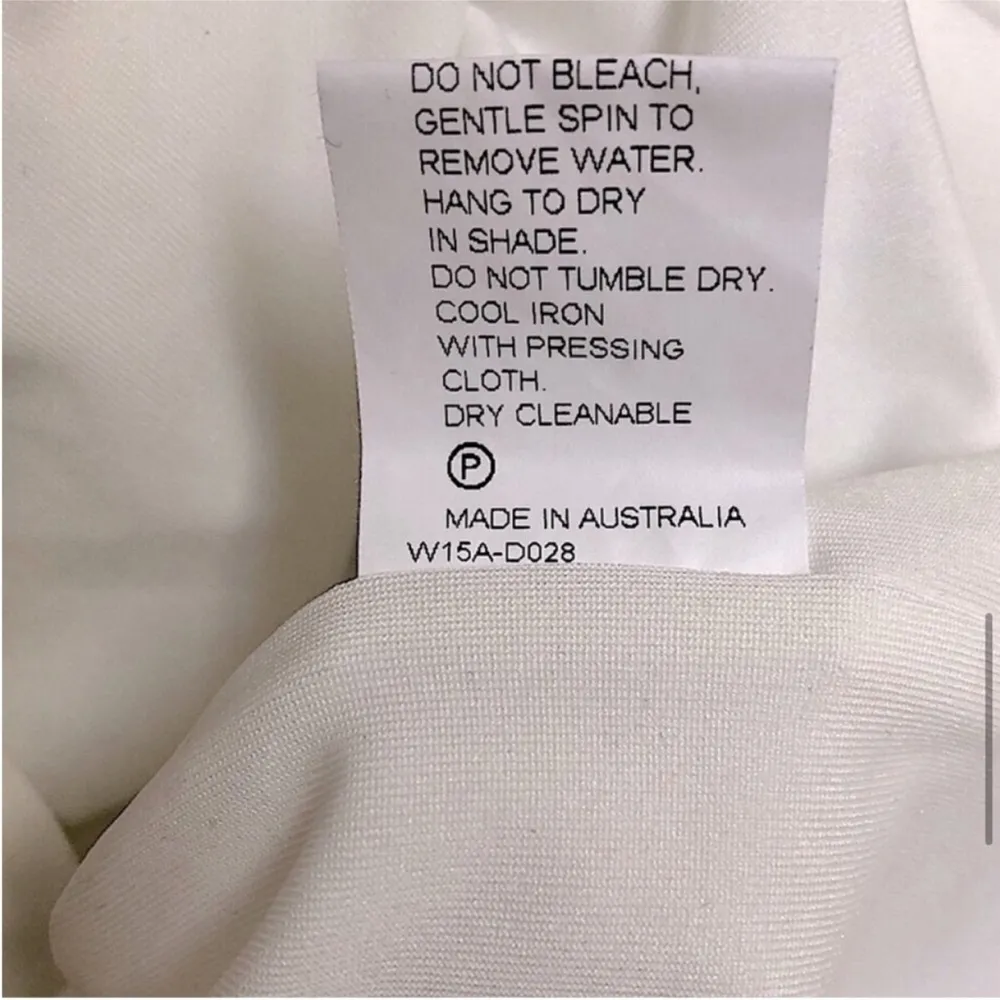 DO NOT BLEACH,
GENTLE SPIN TO
REMOVE WATER.
HANG TO DRY
IN SHADE.
DO NOT TUMBLE DRY.
COOL IRON
WITH PRESSING
CLOTH.
DRY CLEANABLE
P
MADE IN AUSTRALIA
W15A-D028